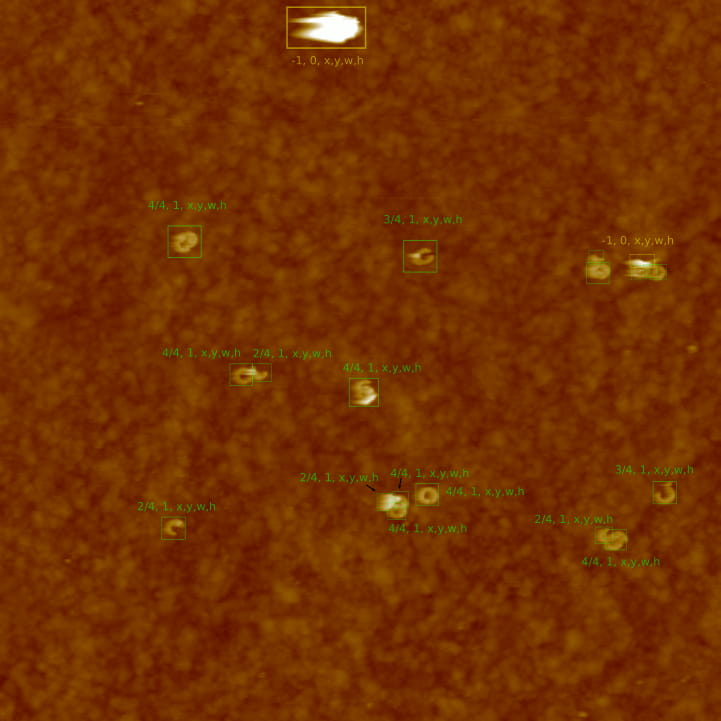 -1, 0, x,y,w,h
4/4, 1, x,y,w,h
3/4, 1, x,y,w,h
-1, 0, x,y,w,h
4/4, 1, x,y,w,h
2/4, 1, x,y,w,h
4/4, 1, x,y,w,h
2/4, 1, x,y,w,h
4/4, 1, x,y,w,h
3/4, 1, x,y,w,h
4/4, 1, x,y,w,h
2/4, 1, x,y,w,h
4/4, 1, x,y,w,h
2/4, 1, x,y,w,h
4/4, 1, x,y,w,h